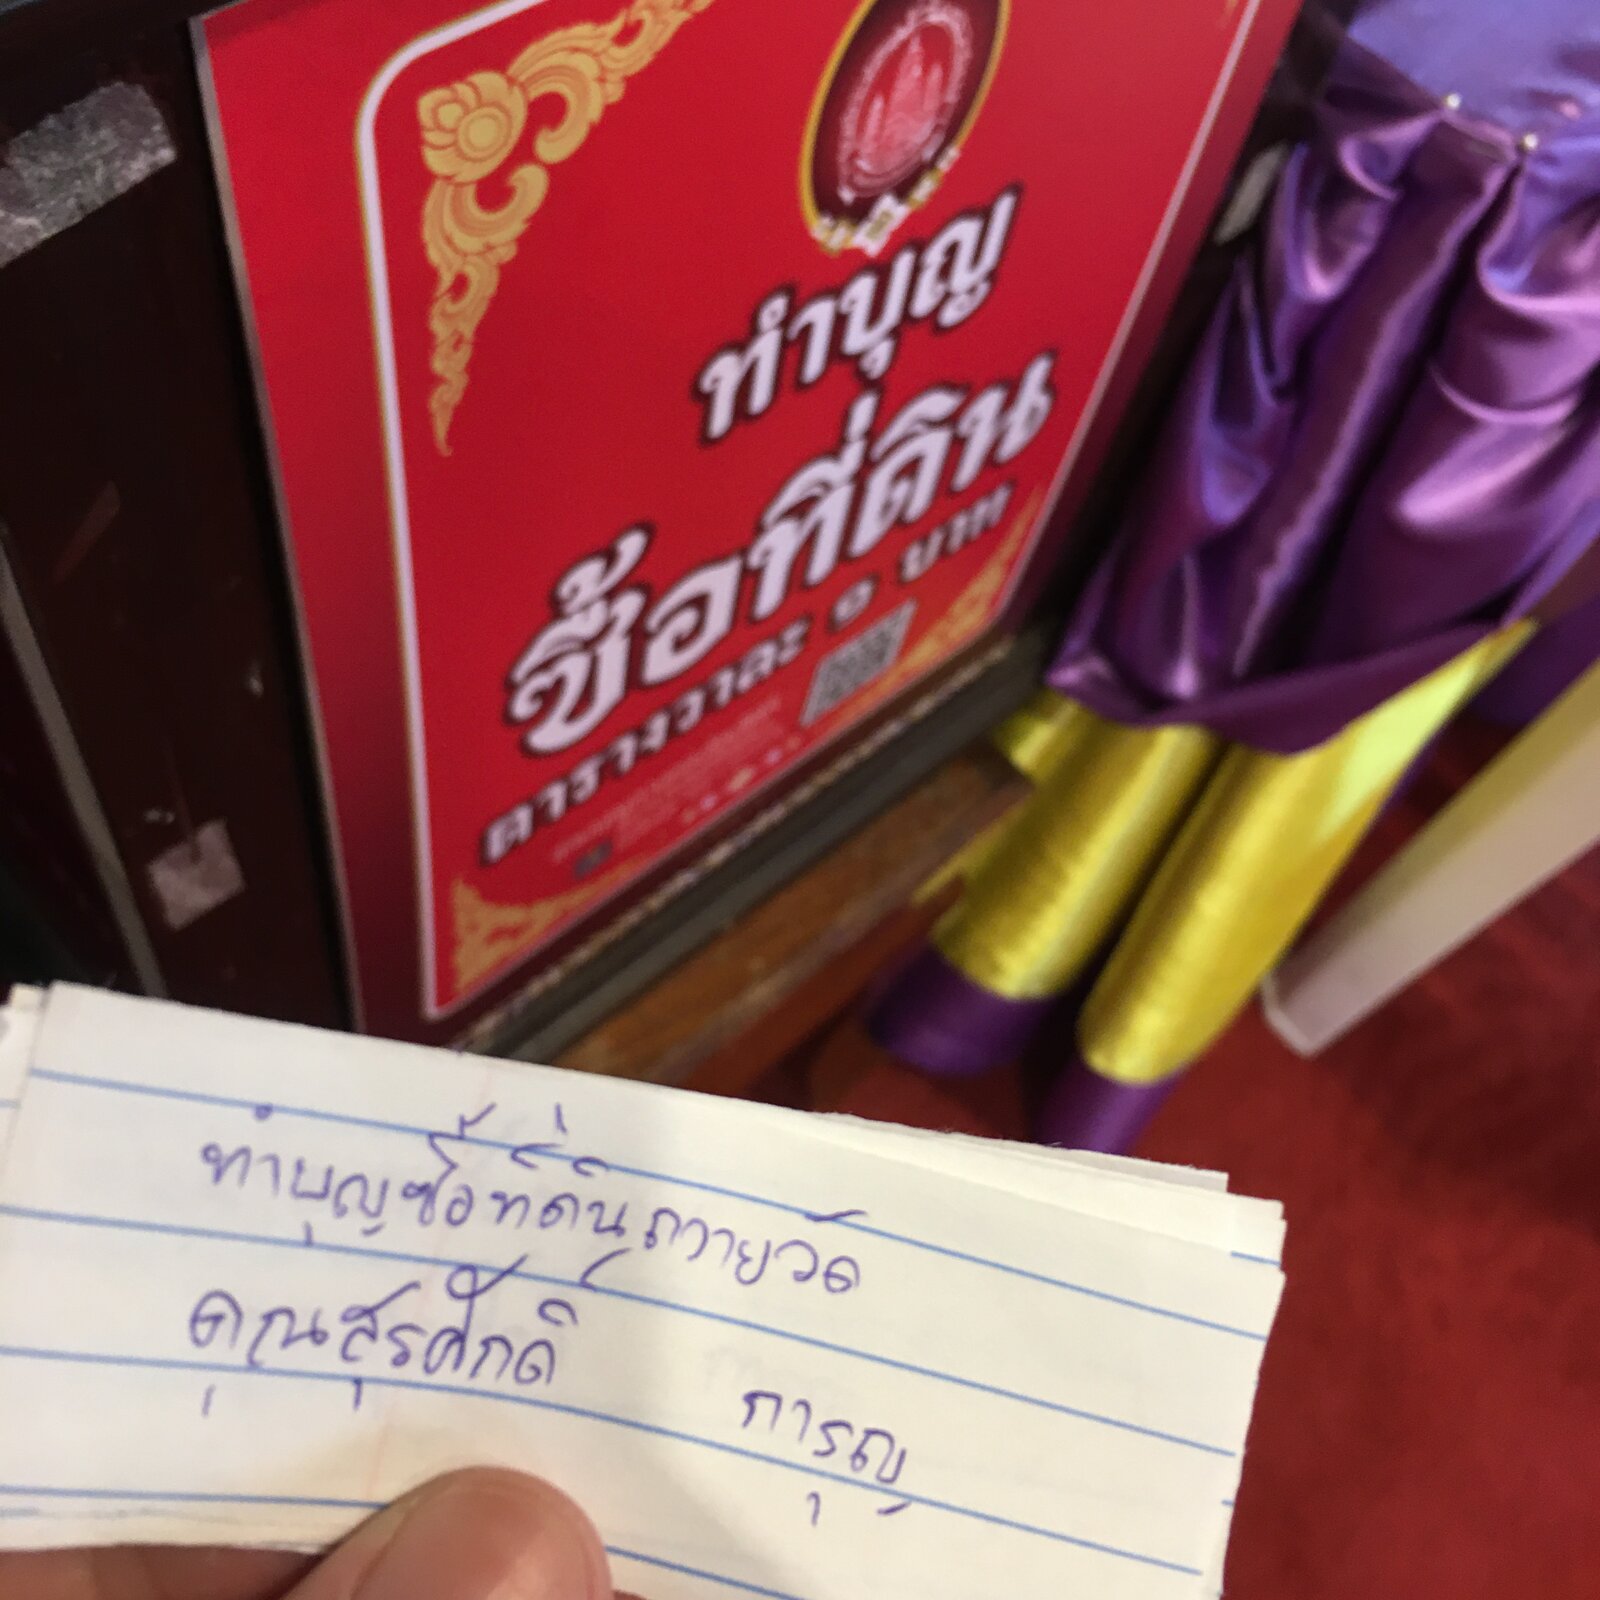 ทำบุญ
ซื้อที่ดิน
ตารางวาละ ๑ บาท
ทำบุญซื้อที่ดินถวายวัด
คุณสุรศักดิ์ การุญ